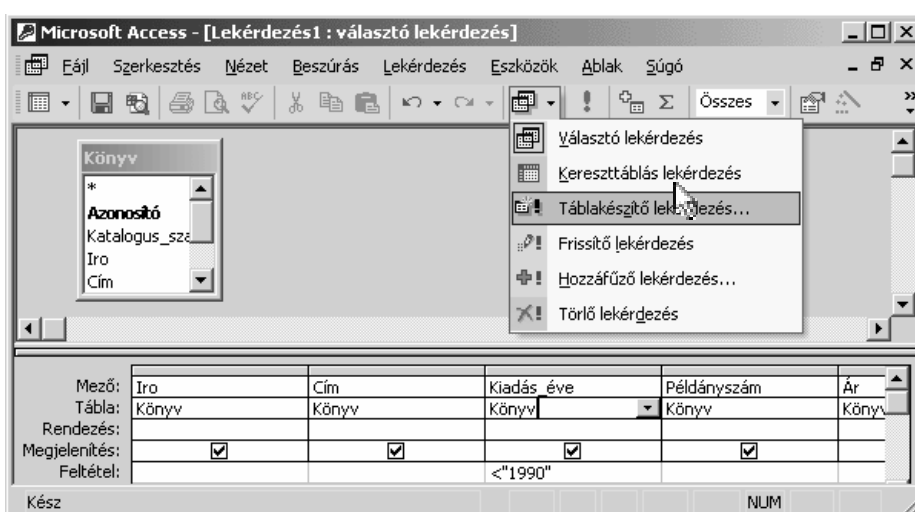 Microsoft Access - [Lekérdezés1 : választó lekérdezés]
Fájl Szerkesztés Nézet Beszúrás Lekérdezés Eszközök Ablak Súgó
ABC Σ Összes
Könyv
*
Azonosító
Katalogus_sza
Iro
Cím
Választó lekérdezés
Kereszttáblás lekérdezés
Táblakészítő lekérdezés...
Frissítő lekérdezés
Hozzáfűző lekérdezés...
Törlő lekérdezés
Mező: Iro Cím Kiadás_éve Példányszám Ár
Tábla: Könyv Könyv Könyv Könyv Könyv
Rendezés:
Megjelenítés:
Feltétel: <"1990"
Kész NUM